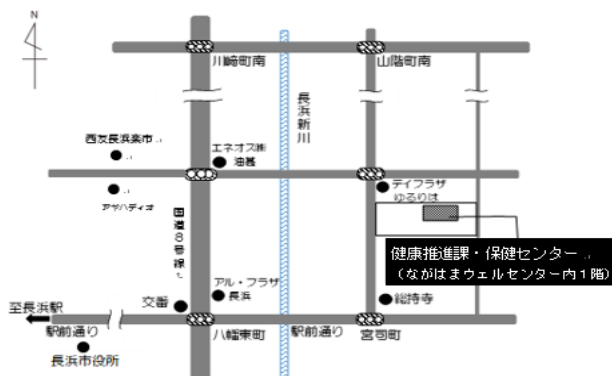 N
川崎町南
山階町南
長浜新川
西友長浜楽市
エネオス㈱
油甚
アヤハディオ
デイプラザ
ゆるりは
国道8号線
健康推進課・保健センター
（ながはまウェルセンター内1階）
アル・プラザ
長浜
交番
総持寺
至長浜駅
駅前通り
八幡東町
駅前通り
宮司町
長浜市役所